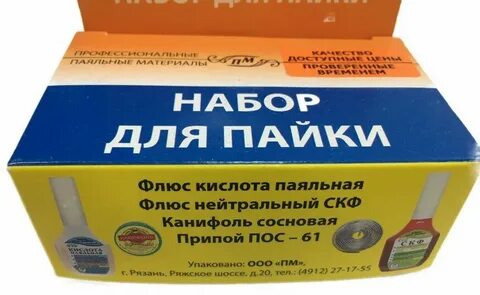 НАБОР ДЛЯ ПАЙКИ
ПРОФЕССИОНАЛЬНЫЕ
ПАЯЛЬНЫЕ МАТЕРИАЛЫ
ПМ
КАЧЕСТВО
ДОСТУПНЫЕ ЦЕНЫ
ПРОВЕРЕННЫЕ
ВРЕМЕНЕМ
НАБОР
ДЛЯ ПАЙКИ
Флюс кислота паяльная
Флюс нейтральный СКФ
Канифоль сосновая
Припой ПОС – 61
КИСЛОТА
ПАЯЛЬНАЯ
СКФ
Упаковано: ООО «ПМ»,
г. Рязань, Ряжское шоссе, д.20, тел.: (4912) 27-17-55